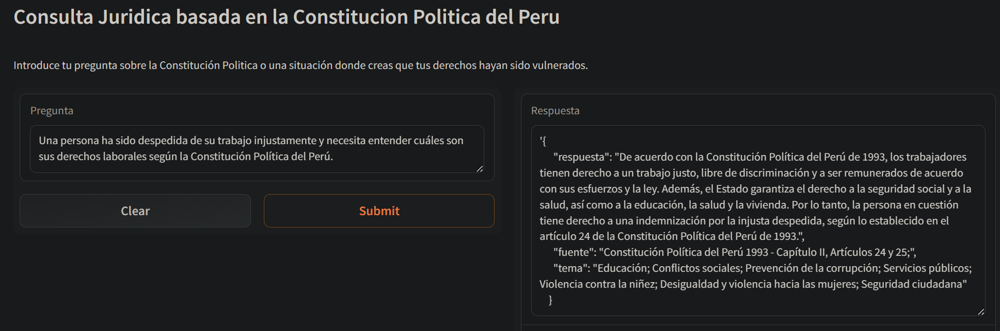 Consulta Juridica basada en la Constitucion Politica del Peru
Introduce tu pregunta sobre la Constitución Politica o una situación donde creas que tus derechos hayan sido vulnerados.
Pregunta
Una persona ha sido despedida de su trabajo injustamente y necesita entender cuáles son
sus derechos laborales según la Constitución Política del Perú.
Clear
Submit
Respuesta
'{
"respuesta": "De acuerdo con la Constitución Política del Perú de 1993, los trabajadores
tienen derecho a un trabajo justo, libre de discriminación y a ser remunerados de acuerdo
con sus esfuerzos y la ley. Además, el Estado garantiza el derecho a la seguridad social y a la
salud, así como a la educación, la salud y la vivienda. Por lo tanto, la persona en cuestión
tiene derecho a una indemnización por la injusta despedida, según lo establecido en el
artículo 24 de la Constitución Política del Perú de 1993.",
"fuente": "Constitución Política del Perú 1993 - Capítulo II, Artículos 24 y 25;",
"tema": "Educación; Conflictos sociales; Prevención de la corrupción; Servicios públicos;
Violencia contra la niñez; Desigualdad y violencia hacia las mujeres; Seguridad ciudadana"
}